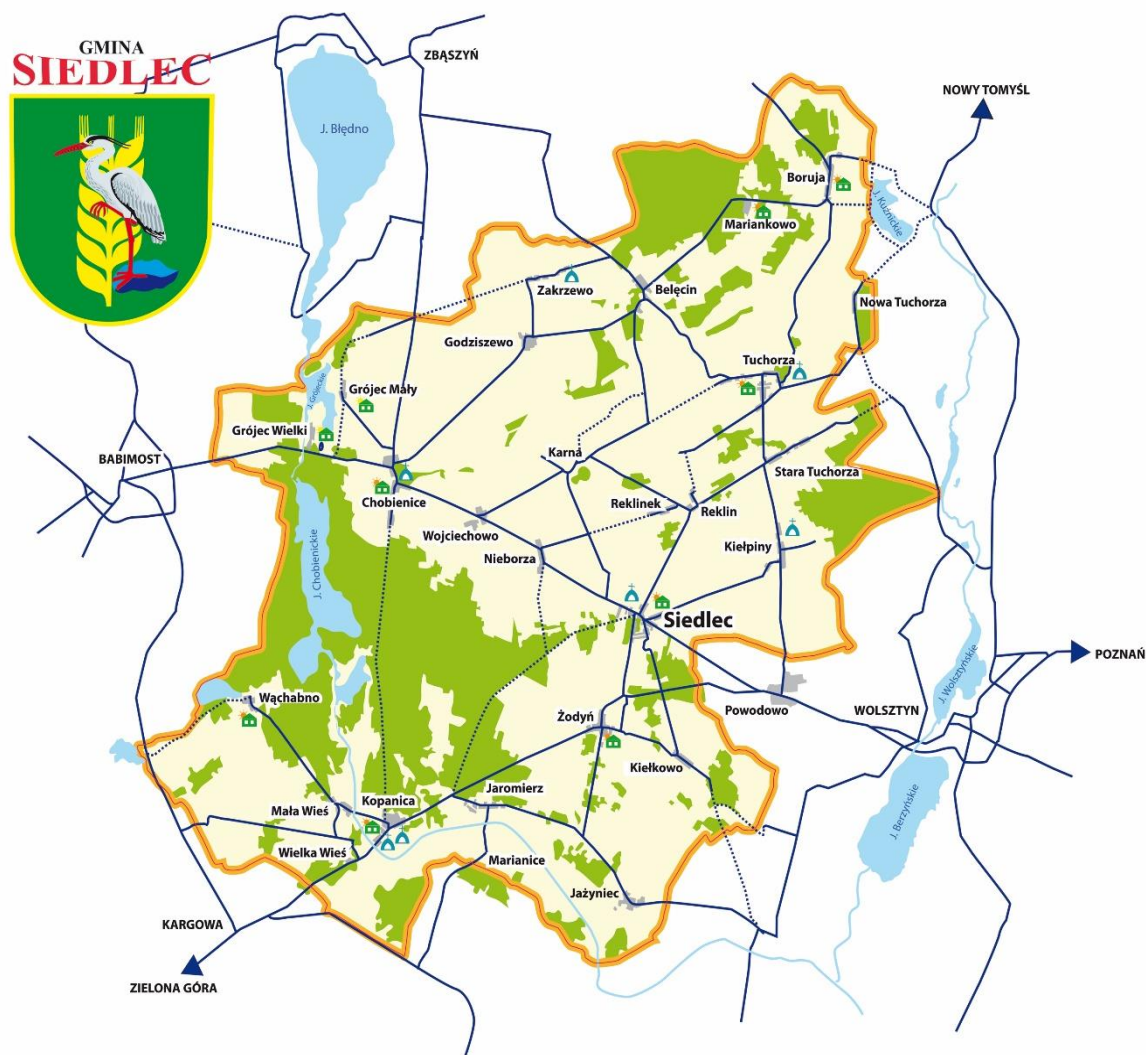 GMINA
SIEDLEC
ZBĄSZYŃ
NOWY TOMYŚL
J. Błędno
Boruja
J. Kuźnickie
Mariankowo
Zakrzewo
Belęcin
Nowa Tuchorza
Godziszewo
Tuchorza
J. Grójeckie
Grójec Mały
Grójec Wielki
BABIMOST
Karna
Stara Tuchorza
Chobienice
Reklinek
Reklin
Wojciechowo
Kiełpiny
Nieborza
J. Chobienickie
Siedlec
POZNAŃ
J. Wolsztyńskie
Wąchabno
Powodowo
WOLSZTYN
Żodyń
Kiełkowo
Jaromierz
Kopanica
Mała Wieś
J. Berzyńskie
Wielka Wieś
Marianice
Jażyniec
KARGOWA
ZIELONA GÓRA